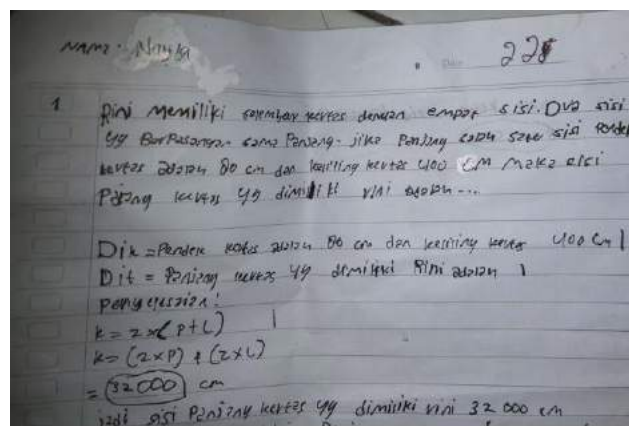 Nama : Nayla
228
1 Rini memiliki selembar kertas dengan empat sisi. Dua sisi
yg Berpasangan sama Panjang. jika Panjang salah satu sisi Pendek
kertas adalah 80 cm dan keliling kertas 400 cm maka sisi
Panjang kertas yg dimiliki rini adalah ...
Dik = Pendek kertas adalah 80 cm dan keliling kertas 400 cm
Dit = Panjang kertas yg dimiliki Rini adalah
penyelesaian :
k = 2 x (P + L)
k = (2 x P) + (2 x L)
= 32 000 cm
jadi sisi Panjang kertas yg dimiliki rini 32 000 cm